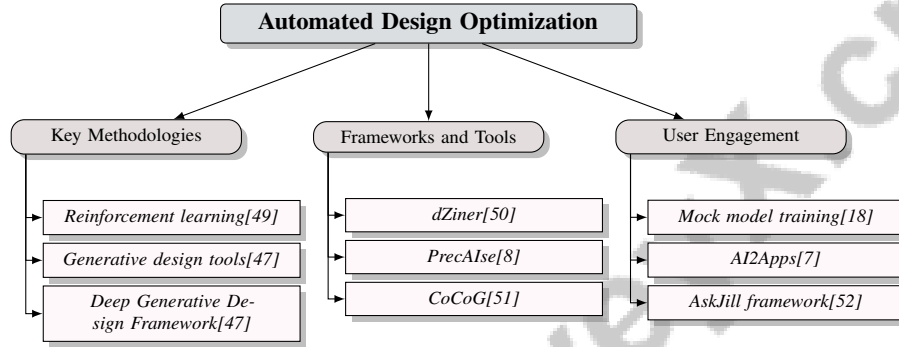 Automated Design Optimization
Key Methodologies
Frameworks and Tools
User Engagement
Reinforcement learning[49]
Generative design tools[47]
Deep Generative De-
sign Framework[47]
dZiner[50]
PrecAIse[8]
CoCoG[51]
Mock model training[18]
AI2Apps[7]
AskJill framework[52]